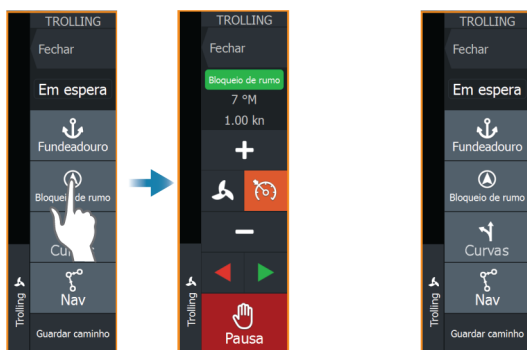 TROLLING
Fechar
Em espera
Fundeadouro
Bloqueio de rumo
Cu
Nav
Trolling
Guardar caminho
TROLLING
Fechar
Bloqueio de rumo
7 °M
1.00 kn
Trolling
Pausa
TROLLING
Fechar
Em espera
Fundeadouro
Bloqueio de rumo
Curvas
Nav
Trolling
Guardar caminho